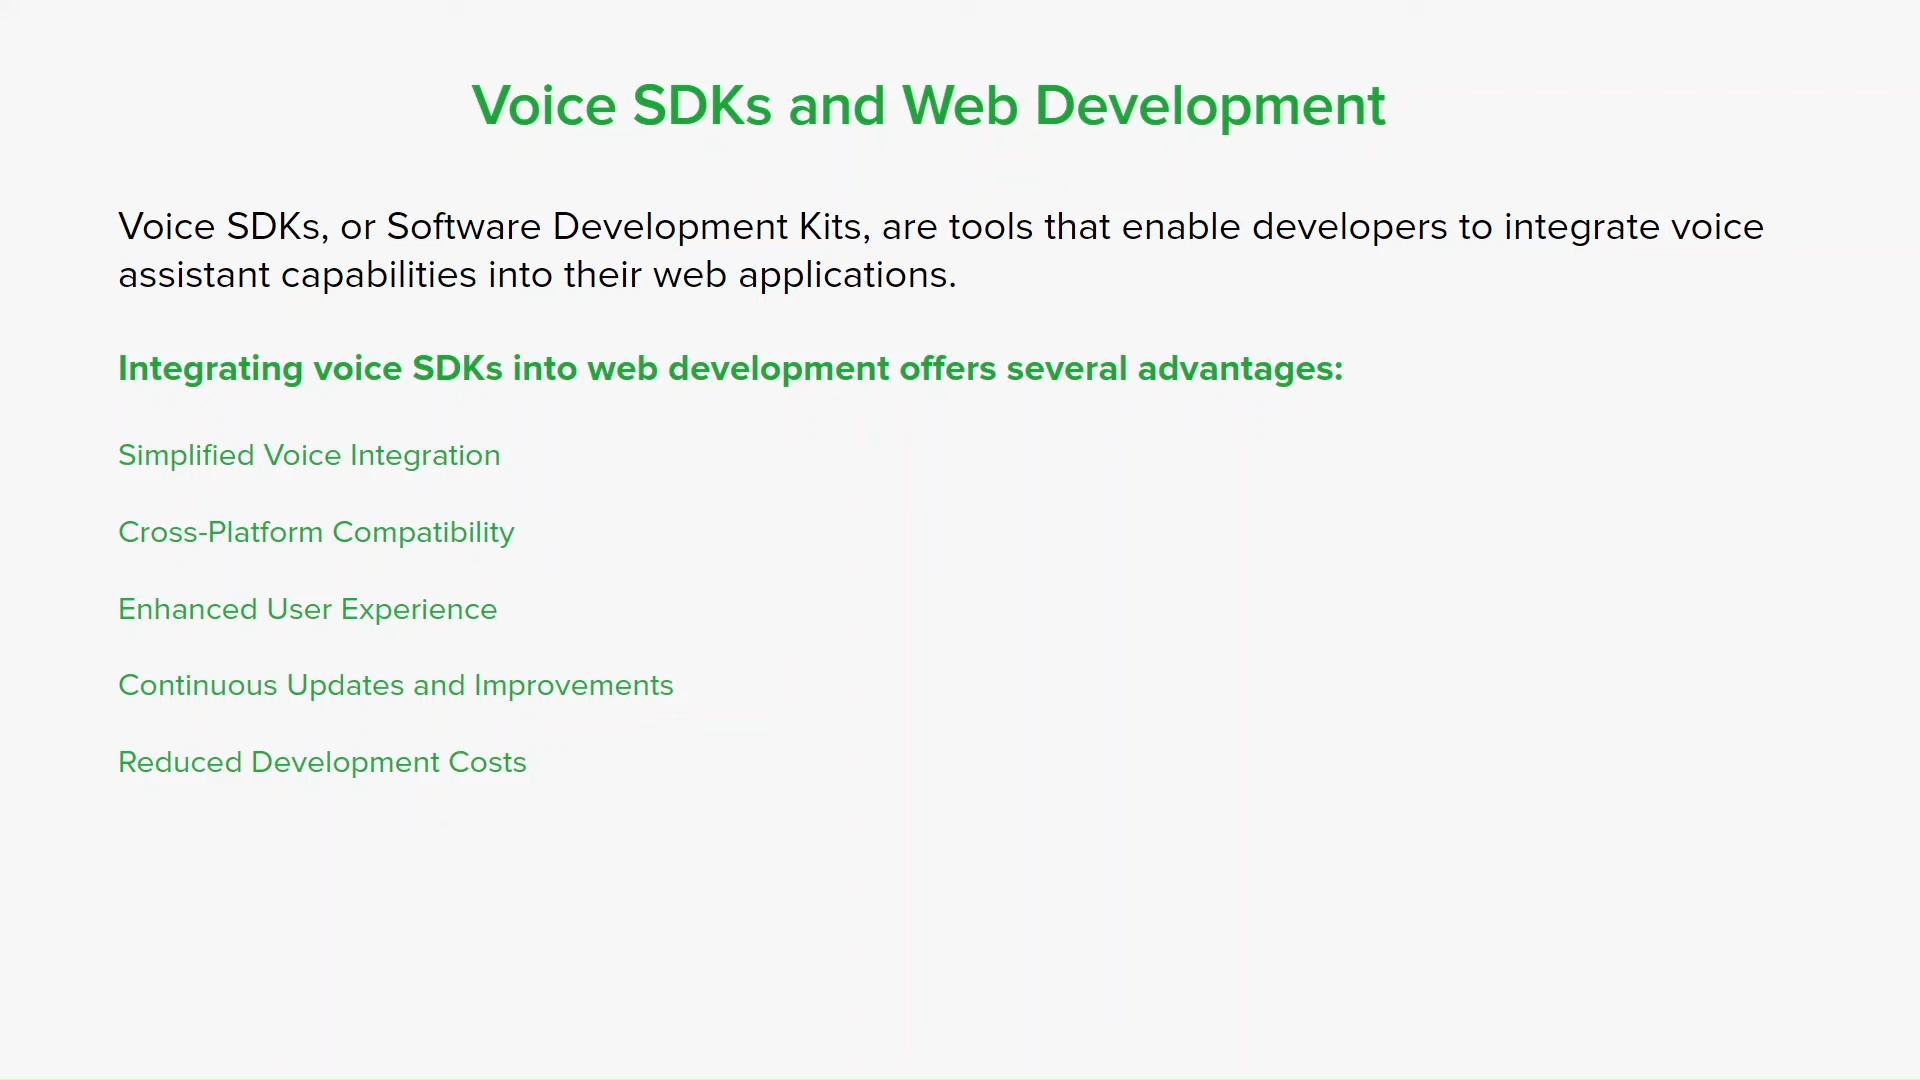 Voice SDKs and Web Development
Voice SDKs, or Software Development Kits, are tools that enable developers to integrate voice
assistant capabilities into their web applications.
Integrating voice SDKs into web development offers several advantages:
Simplified Voice Integration
Cross-Platform Compatibility
Enhanced User Experience
Continuous Updates and Improvements
Reduced Development Costs